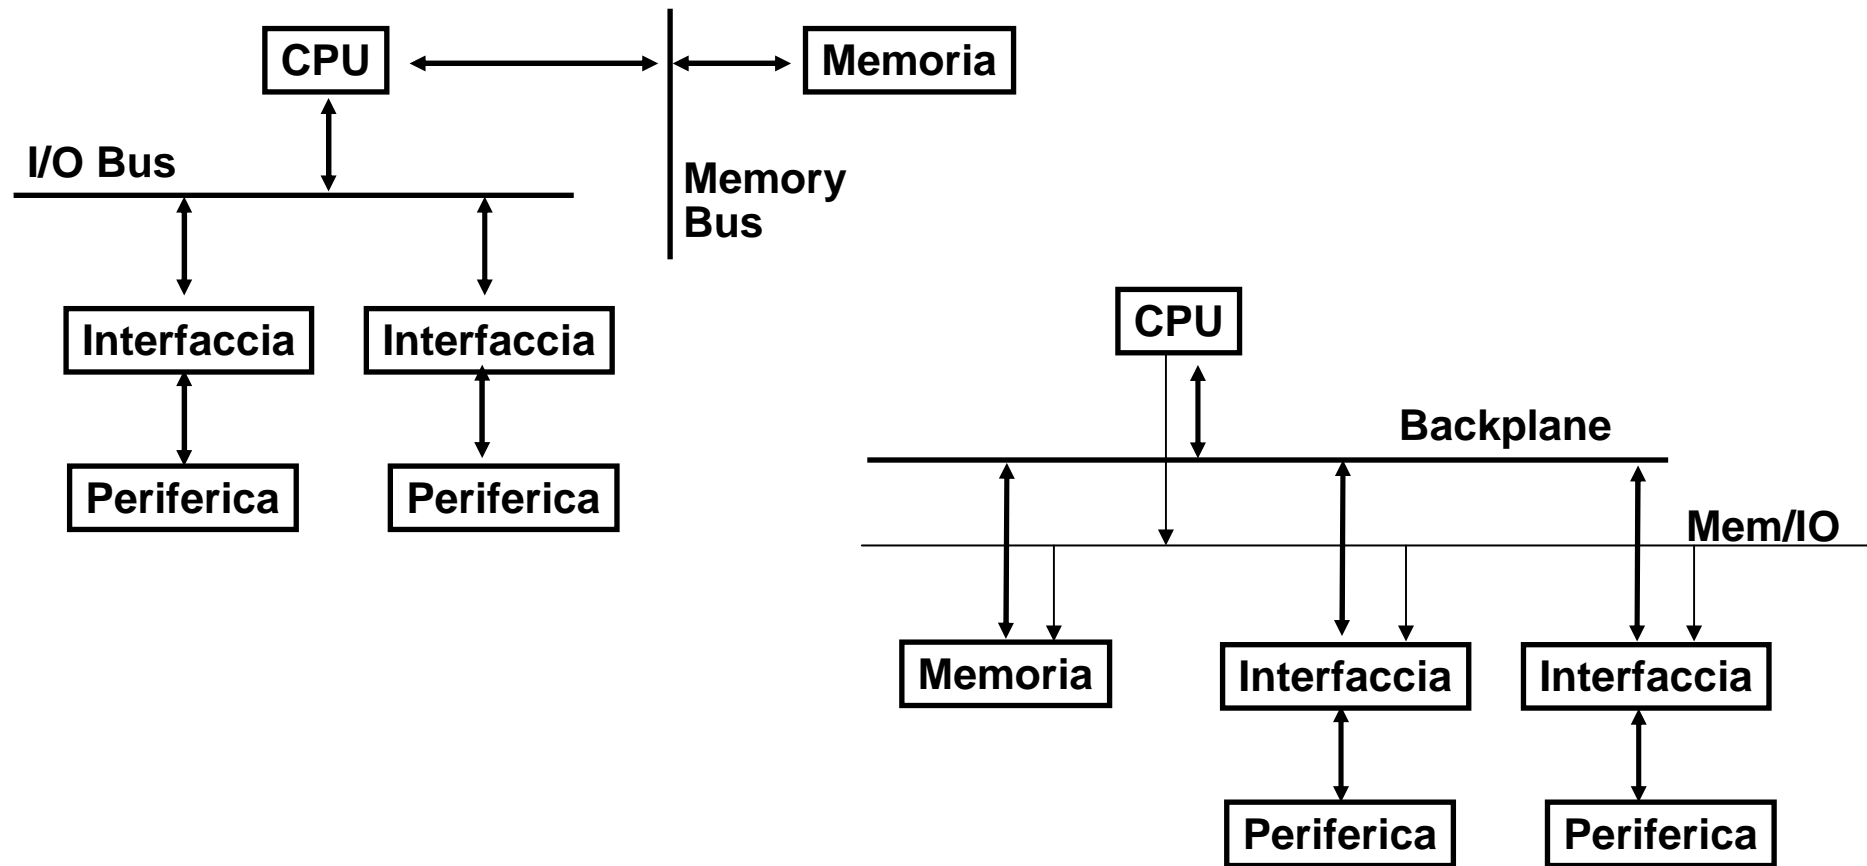 CPU
Memoria
I/O Bus
Memory
Bus
Interfaccia
Interfaccia
Periferica
Periferica
CPU
Backplane
Mem/IO
Memoria
Interfaccia
Interfaccia
Periferica
Periferica